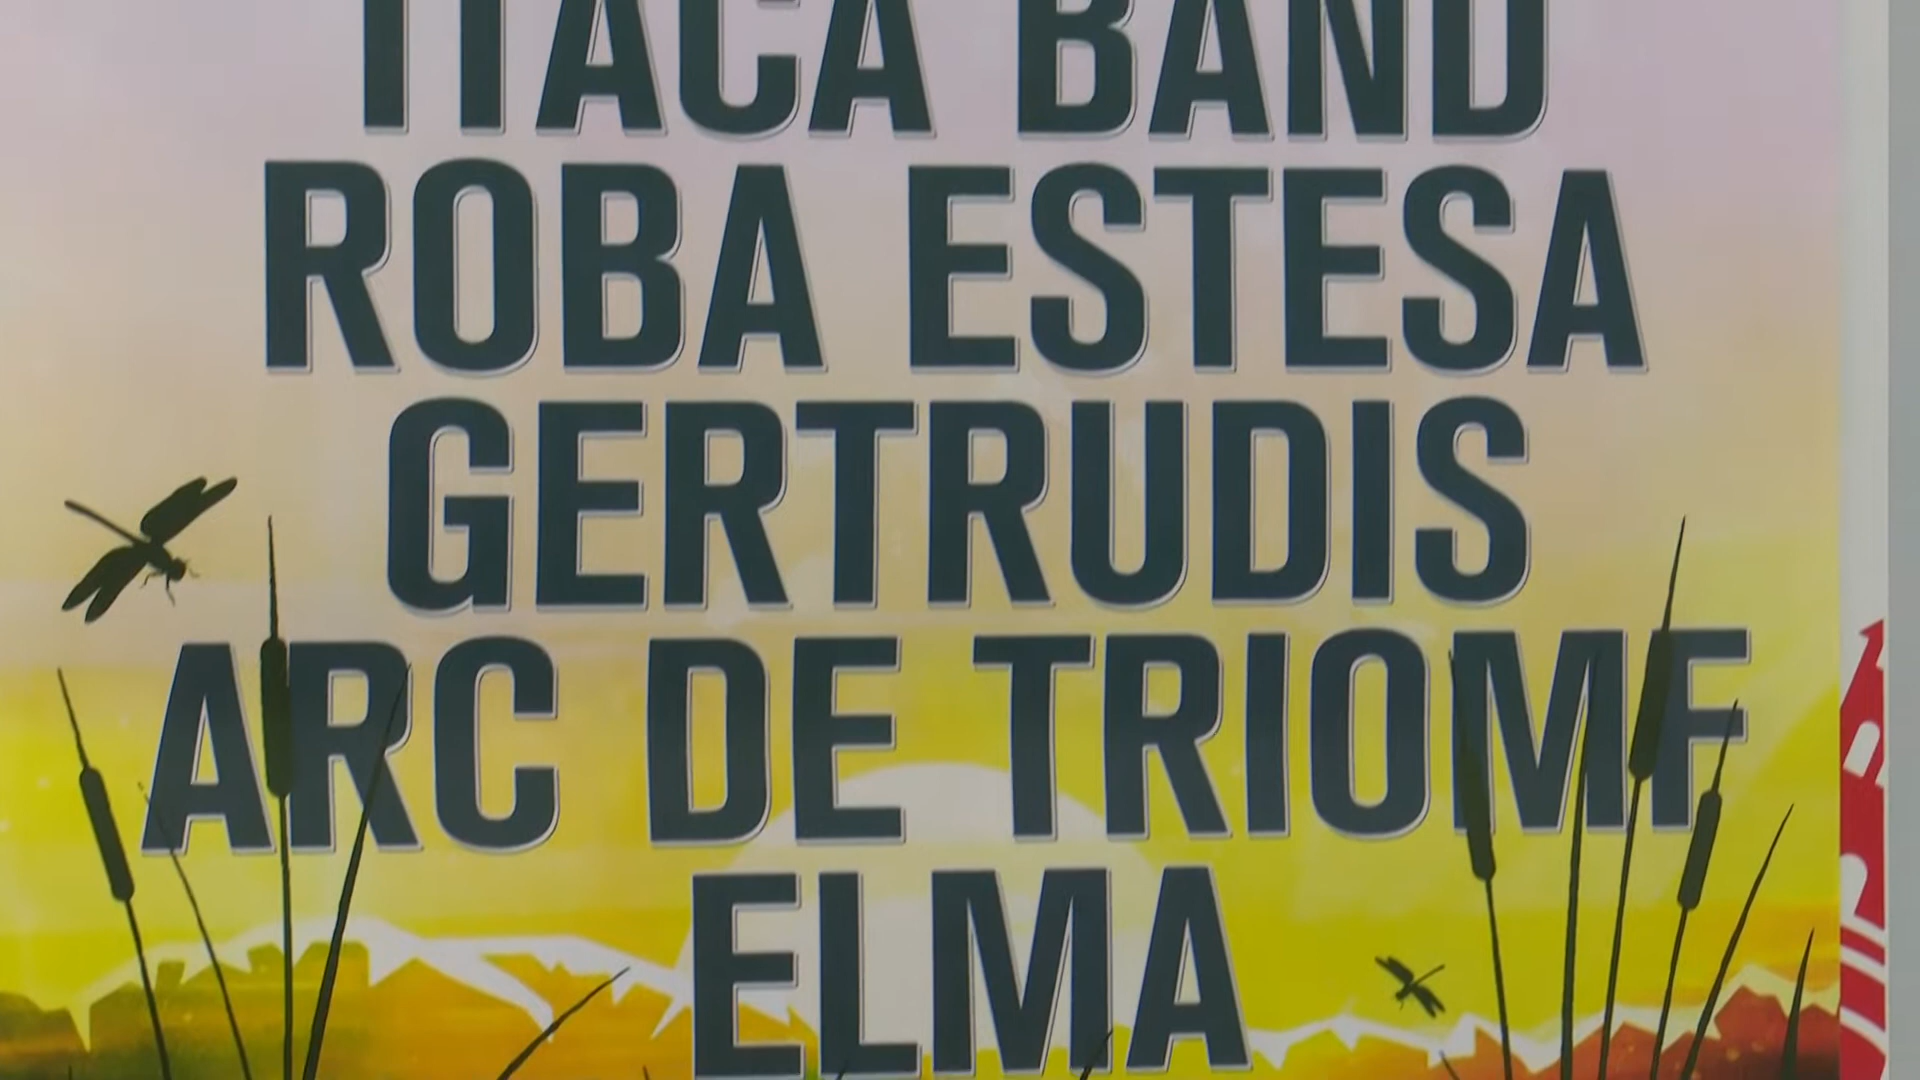 ITACA BAND
ROBA ESTESA
GERTRUDIS
ARC DE TRIOMF
ELMA